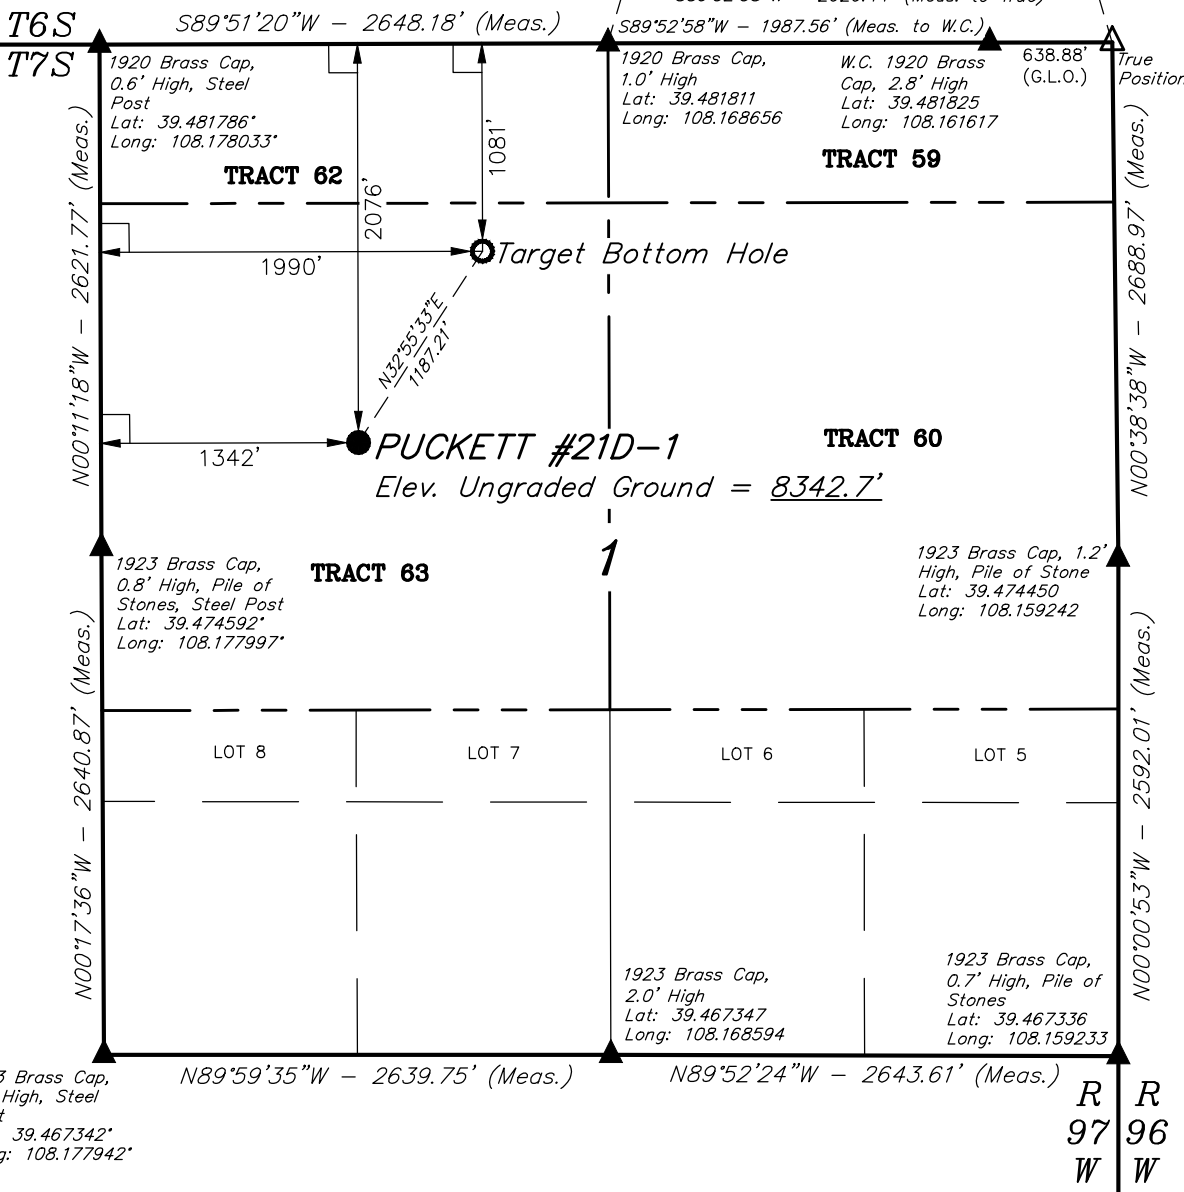 T6S
T7S
S89°51'20"W - 2648.18' (Meas.)
S89°52'58"W - 1987.56' (Meas. to W.C.)
638.88'
(G.L.O.)
True
Position
1920 Brass Cap,
0.6' High, Steel
Post
Lat: 39.481786°
Long: 108.178033°
1920 Brass Cap,
1.0' High
Lat: 39.481811
Long: 108.168656
W.C. 1920 Brass
Cap, 2.8' High
Lat: 39.481825
Long: 108.161617
TRACT 62
TRACT 59
1081'
2076'
1990'
Target Bottom Hole
N32°55'33"E
1187.21'
N00°11'18"W - 2621.77' (Meas.)
N00°38'38"W - 2688.97' (Meas.)
1342'
PUCKETT #21D-1
Elev. Ungraded Ground = 8342.7'
TRACT 60
1
TRACT 63
1923 Brass Cap,
0.8' High, Pile of
Stones, Steel Post
Lat: 39.474592°
Long: 108.177997°
1923 Brass Cap, 1.2'
High, Pile of Stone
Lat: 39.474450
Long: 108.159242
N00°17'36"W - 2640.87' (Meas.)
N00°00'53"W - 2592.01' (Meas.)
LOT 8
LOT 7
LOT 6
LOT 5
1923 Brass Cap,
2.0' High
Lat: 39.467347
Long: 108.168594
1923 Brass Cap,
0.7' High, Pile of
Stones
Lat: 39.467336
Long: 108.159233
N89°59'35"W - 2639.75' (Meas.)
N89°52'24"W - 2643.61' (Meas.)
3 Brass Cap,
High, Steel
39.467342°
108.177942°
R R
97 96
W W